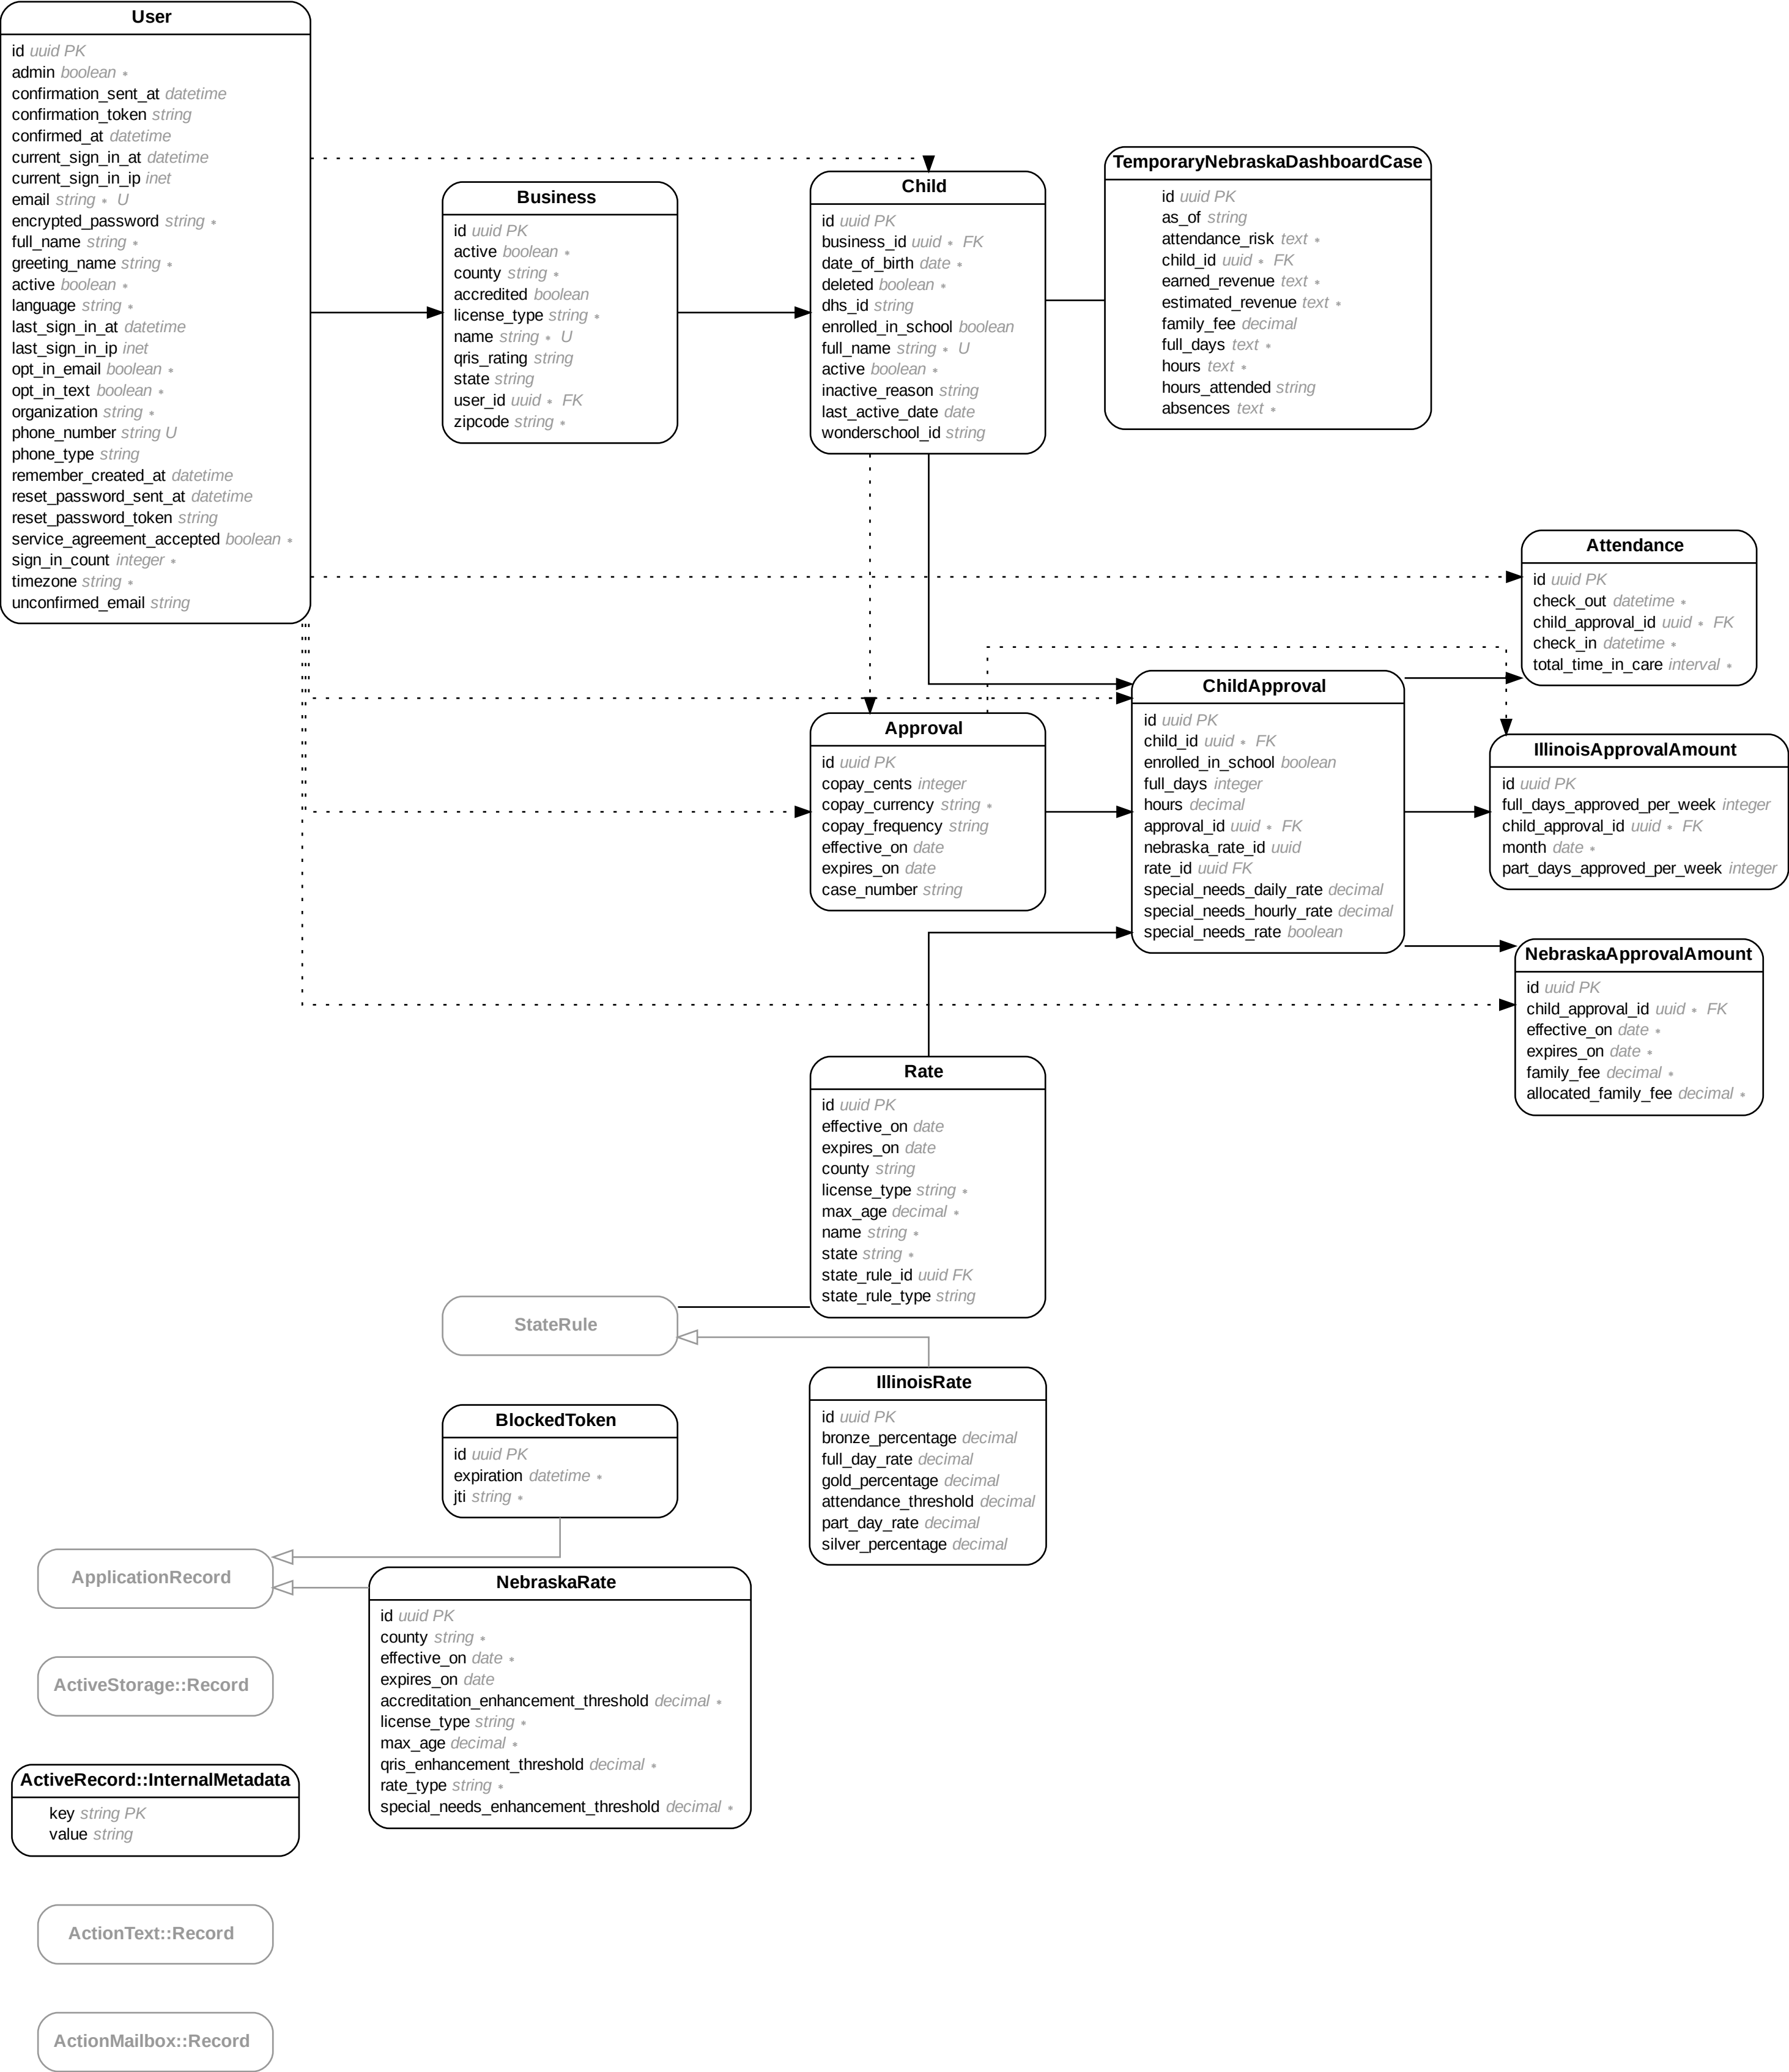 User
id uuid PK
admin boolean *
confirmation_sent_at datetime
confirmation_token string
confirmed_at datetime
current_sign_in_at datetime
current_sign_in_ip inet
email string * U
encrypted_password string *
full_name string *
greeting_name string *
active boolean *
language string *
last_sign_in_at datetime
last_sign_in_ip inet
opt_in_email boolean *
opt_in_text boolean *
organization string *
phone_number string U
phone_type string
remember_created_at datetime
reset_password_sent_at datetime
reset_password_token string
service_agreement_accepted boolean *
sign_in_count integer *
timezone string *
unconfirmed_email string
Business
id uuid PK
active boolean *
county string *
accredited boolean
license_type string *
name string * U
qris_rating string
state string
user_id uuid * FK
zipcode string *
Child
id uuid PK
business_id uuid * FK
date_of_birth date *
deleted boolean *
dhs_id string
enrolled_in_school boolean
full_name string * U
active boolean *
inactive_reason string
last_active_date date
wonderschool_id string
TemporaryNebraskaDashboardCase
id uuid PK
as_of string
attendance_risk text *
child_id uuid * FK
earned_revenue text *
estimated_revenue text *
family_fee decimal
full_days text *
hours text *
hours_attended string
absences text *
Attendance
id uuid PK
check_out datetime *
child_approval_id uuid * FK
check_in datetime *
total_time_in_care interval *
Approval
id uuid PK
copay_cents integer
copay_currency string *
copay_frequency string
effective_on date
expires_on date
case_number string
ChildApproval
id uuid PK
child_id uuid * FK
enrolled_in_school boolean
full_days integer
hours decimal
approval_id uuid * FK
nebraska_rate_id uuid
rate_id uuid FK
special_needs_daily_rate decimal
special_needs_hourly_rate decimal
special_needs_rate boolean
IllinoisApprovalAmount
id uuid PK
full_days_approved_per_week integer
child_approval_id uuid * FK
month date *
part_days_approved_per_week integer
NebraskaApprovalAmount
id uuid PK
child_approval_id uuid * FK
effective_on date *
expires_on date *
family_fee decimal *
allocated_family_fee decimal *
Rate
id uuid PK
effective_on date
expires_on date
county string
license_type string *
max_age decimal *
name string *
state string *
state_rule_id uuid FK
state_rule_type string
StateRule
IllinoisRate
id uuid PK
bronze_percentage decimal
full_day_rate decimal
gold_percentage decimal
attendance_threshold decimal
part_day_rate decimal
silver_percentage decimal
BlockedToken
id uuid PK
expiration datetime *
jti string *
ApplicationRecord
NebraskaRate
id uuid PK
county string *
effective_on date *
expires_on date
accreditation_enhancement_threshold decimal *
license_type string *
max_age decimal *
qris_enhancement_threshold decimal *
rate_type string *
special_needs_enhancement_threshold decimal *
ActiveStorage::Record
ActiveRecord::InternalMetadata
key string PK
value string
ActionText::Record
ActionMailbox::Record